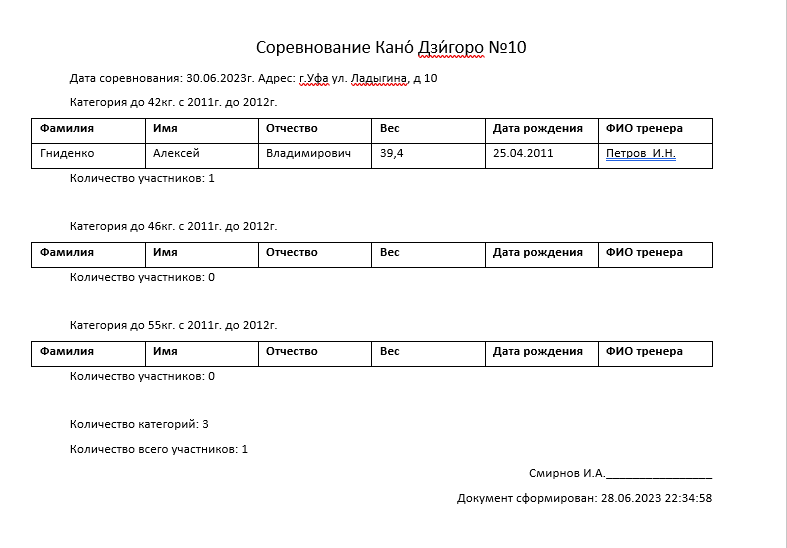 Соревнование Кано́ Дзи́горо №10
Дата соревнования: 30.06.2023г. Адрес: г.Уфа ул. Ладыгина, д 10
Категория до 42кг. с 2011г. до 2012г.
Фамилия Имя Отчество Вес Дата рождения ФИО тренера
Гниденко Алексей Владимирович 39,4 25.04.2011 Петров И.Н.
Количество участников: 1
Категория до 46кг. с 2011г. до 2012г.
Фамилия Имя Отчество Вес Дата рождения ФИО тренера
Количество участников: 0
Категория до 55кг. с 2011г. до 2012г.
Фамилия Имя Отчество Вес Дата рождения ФИО тренера
Количество участников: 0
Количество категорий: 3
Количество всего участников: 1
Смирнов И.А.________________
Документ сформирован: 28.06.2023 22:34:58